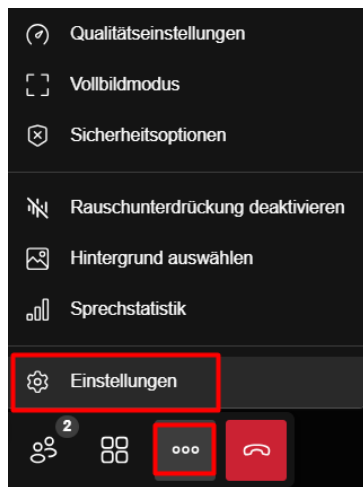 Qualitätseinstellungen
Vollbildmodus
Sicherheitsoptionen
Rauschunterdrückung deaktivieren
Hintergrund auswählen
Sprechstatistik
Einstellungen
2